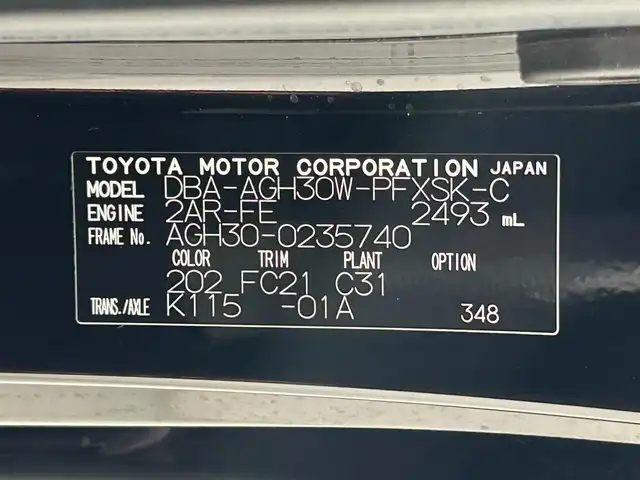 TOYOTA MOTOR CORPORATION JAPAN
MODEL DBA-AGH30W-PFXSK-C
ENGINE 2AR-FE 2493 mL
FRAME No. AGH30-0235740
COLOR TRIM PLANT OPTION
202 FC21 C31
TRANS./AXLE K115 -01A 348